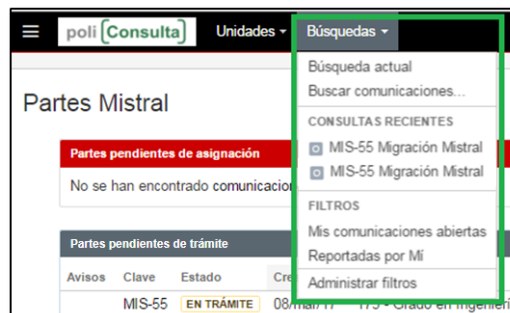 poli [Consulta]
Unidades
Búsquedas
Búsqueda actual
Buscar comunicaciones...
CONSULTAS RECIENTES
MIS-55 Migración Mistral
MIS-55 Migración Mistral
FILTROS
Mis comunicaciones abiertas
Reportadas por Mí
Administrar filtros
Partes Mistral
Partes pendientes de asignación
No se han encontrado comunicacion
Partes pendientes de trámite
Avisos Clave Estado Cre
MIS-55 EN TRÁMITE 08/mar/17 175 - Grado en Ingenierí